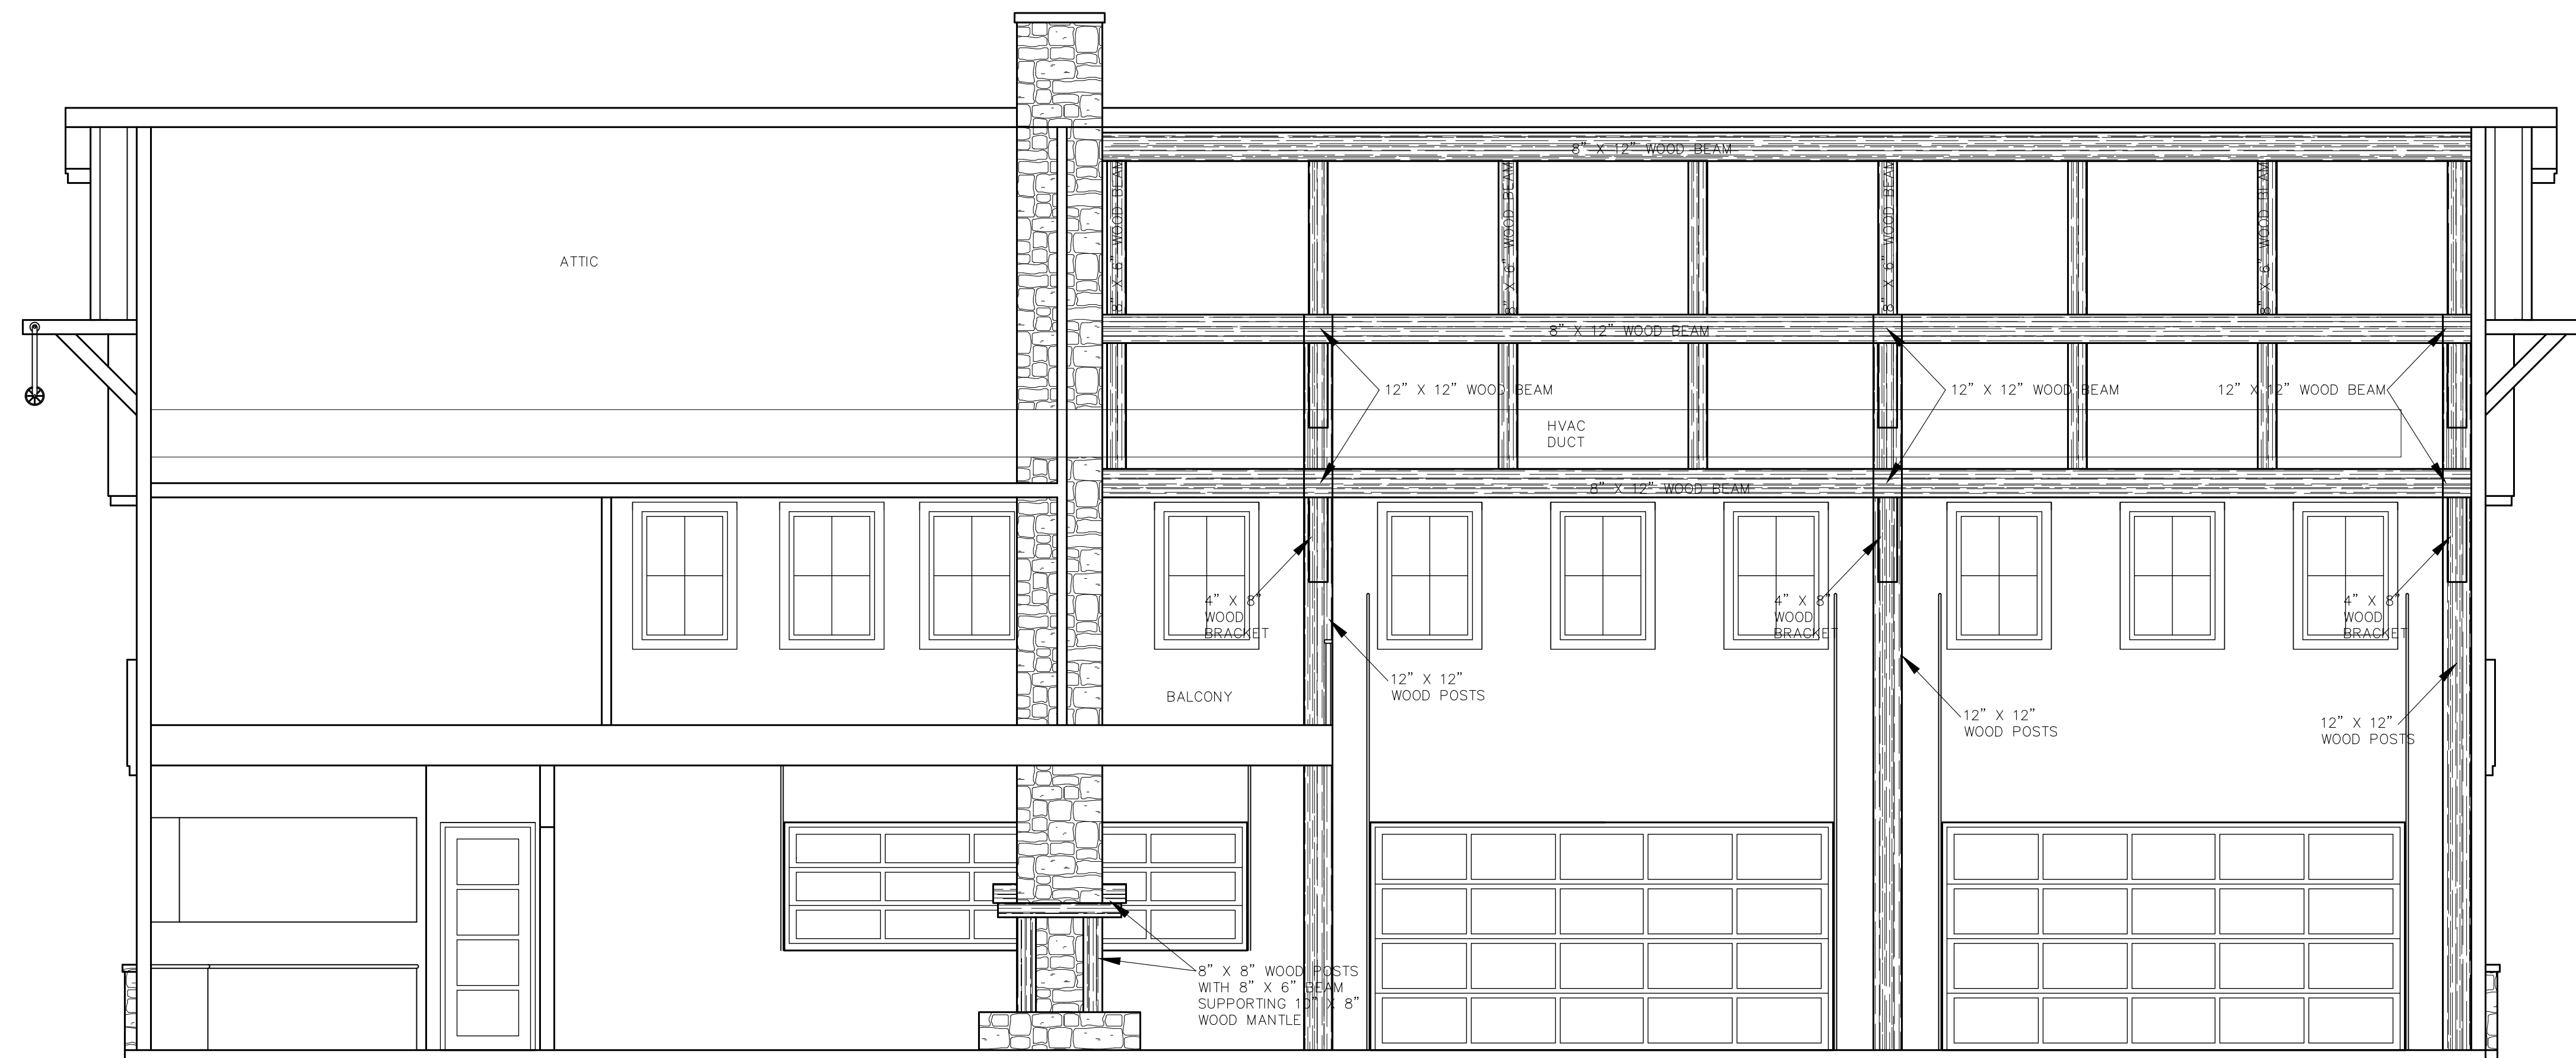 8" X 12" WOOD BEAM
8" X 6" WOOD BEAM
8" X 6" WOOD BEAM
8" X 6" WOOD BEAM
8" X 6" WOOD BEAM
ATTIC
8" X 12" WOOD BEAM
12" X 12" WOOD BEAM
12" X 12" WOOD BEAM
12" X 12" WOOD BEAM
HVAC
DUCT
8" X 12" WOOD BEAM
4" X 8"
WOOD
BRACKET
4" X 8"
WOOD
BRACKET
4" X 8"
WOOD
BRACKET
12" X 12"
WOOD POSTS
BALCONY
12" X 12"
WOOD POSTS
12" X 12"
WOOD POSTS
8" X 8" WOOD POSTS
WITH 8" X 6" BEAM
SUPPORTING 10" X 8"
WOOD MANTLE